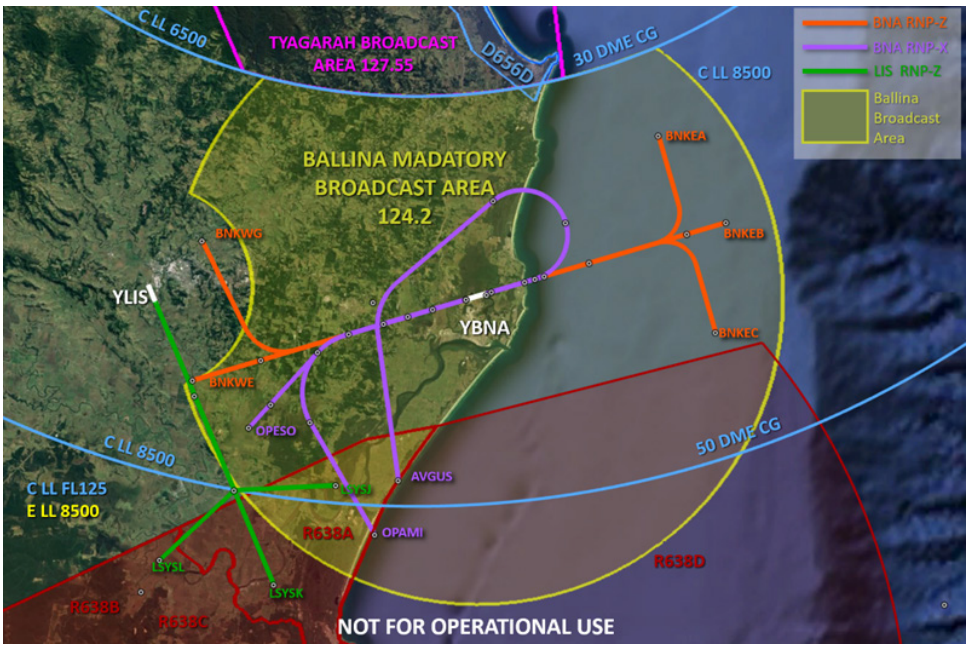 C LL 6500
TYAGARAH BROADCAST
AREA 127.55
D656D
30 DME CG
C LL 8500
BNA RNP-Z
BNA RNP-X
LIS RNP-Z
Ballina
Broadcast
Area
BNKEA
BALLINA MADATORY
BROADCAST AREA
124.2
BNKWG
BNKEB
YLIS
YBNA
BNKEC
BNKWE
OPESO
C LL 8500
50 DME CG
AVGUS
LSYSJ
C LL FL125
E LL 8500
R638A
OPAMI
LSYSL
R638D
LSYSK
R638B
R638C
NOT FOR OPERATIONAL USE